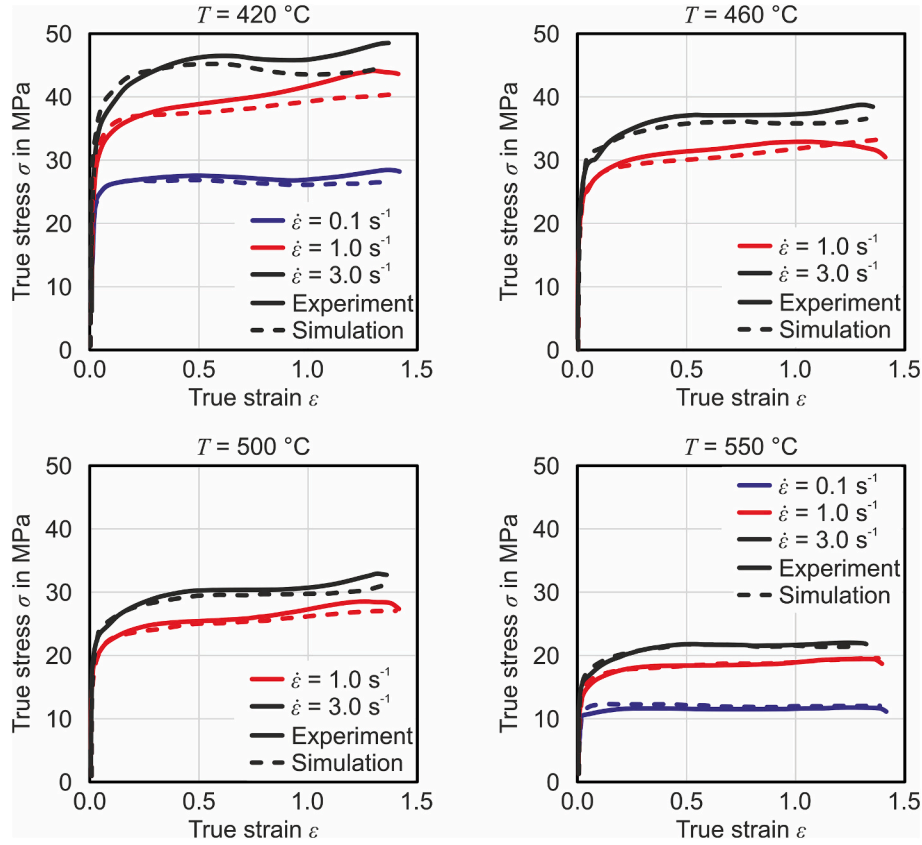 T = 420 °C
True stress σ in MPa
50
40
30
20
10
0
ε̇ = 0.1 s⁻¹
ε̇ = 1.0 s⁻¹
ε̇ = 3.0 s⁻¹
Experiment
Simulation
0.0 0.5 1.0 1.5
True strain ε
T = 460 °C
True stress σ in MPa
50
40
30
20
10
0
ε̇ = 1.0 s⁻¹
ε̇ = 3.0 s⁻¹
Experiment
Simulation
0.0 0.5 1.0 1.5
True strain ε
T = 500 °C
True stress σ in MPa
50
40
30
20
10
0
ε̇ = 1.0 s⁻¹
ε̇ = 3.0 s⁻¹
Experiment
Simulation
0.0 0.5 1.0 1.5
True strain ε
T = 550 °C
True stress σ in MPa
50
40
30
20
10
0
ε̇ = 0.1 s⁻¹
ε̇ = 1.0 s⁻¹
ε̇ = 3.0 s⁻¹
Experiment
Simulation
0.0 0.5 1.0 1.5
True strain ε